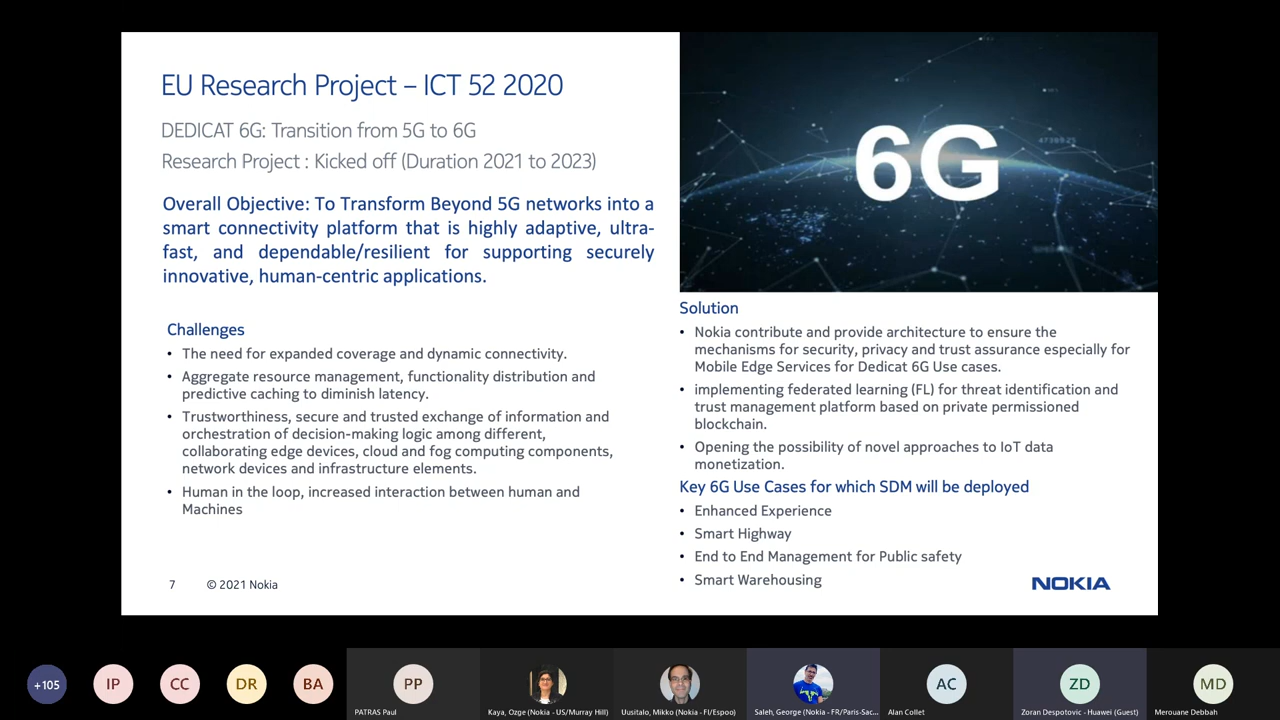 EU Research Project – ICT 52 2020
DEDICAT 6G: Transition from 5G to 6G
Research Project : Kicked off (Duration 2021 to 2023)
Overall Objective: To Transform Beyond 5G networks into a
smart connectivity platform that is highly adaptive, ultra-
fast, and dependable/resilient for supporting securely
innovative, human-centric applications.
Challenges
• The need for expanded coverage and dynamic connectivity.
• Aggregate resource management, functionality distribution and
predictive caching to diminish latency.
• Trustworthiness, secure and trusted exchange of information and
orchestration of decision-making logic among different,
collaborating edge devices, cloud and fog computing components,
network devices and infrastructure elements.
• Human in the loop, increased interaction between human and
Machines
7 © 2021 Nokia
6G
Solution
• Nokia contribute and provide architecture to ensure the
mechanisms for security, privacy and trust assurance especially for
Mobile Edge Services for Dedicat 6G Use cases.
• implementing federated learning (FL) for threat identification and
trust management platform based on private permissioned
blockchain.
• Opening the possibility of novel approaches to IoT data
monetization.
Key 6G Use Cases for which SDM will be deployed
• Enhanced Experience
• Smart Highway
• End to End Management for Public safety
• Smart Warehousing
NOKIA
+105
IP
CC
DR
BA
PP
AC
ZD
MD
PATRAS Paul
Kaya, Ozge (Nokia - US/Murray Hill)
Uusitalo, Mikko (Nokia - FI/Espoo)
Saleh, George (Nokia - FR/Paris-Sac...
Alan Collet
Zoran Despotovic - Huawei (Guest)
Merouane Debbah